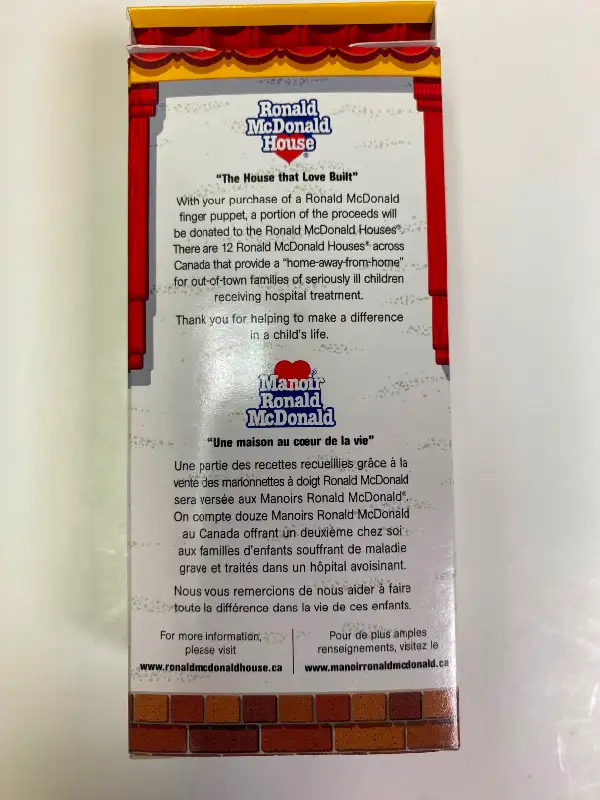 Ronald
McDonald
House®
"The House that Love Built"
With your purchase of a Ronald McDonald
finger puppet, a portion of the proceeds will
be donated to the Ronald McDonald Houses®.
There are 12 Ronald McDonald Houses® across
Canada that provide a "home-away-from-home"
for out-of-town families of seriously ill children
receiving hospital treatment.
Thank you for helping to make a difference
in a child's life.
Manoir
Ronald
McDonald
"Une maison au cœur de la vie"
Une partie des recettes recueillies grâce à la
vente des marionnettes à doigt Ronald McDonald
sera versée aux Manoirs Ronald McDonald®.
On compte douze Manoirs Ronald McDonald
au Canada offrant un deuxième chez soi
aux familles d'enfants souffrant de maladie
grave et traités dans un hôpital avoisinant.
Nous vous remercions de nous aider à faire
toute la différence dans la vie de ces enfants.
For more information,
please visit
www.ronaldmcdonaldhouse.ca
Pour de plus amples
renseignements, visitez le
www.manoirronaldmcdonald.ca